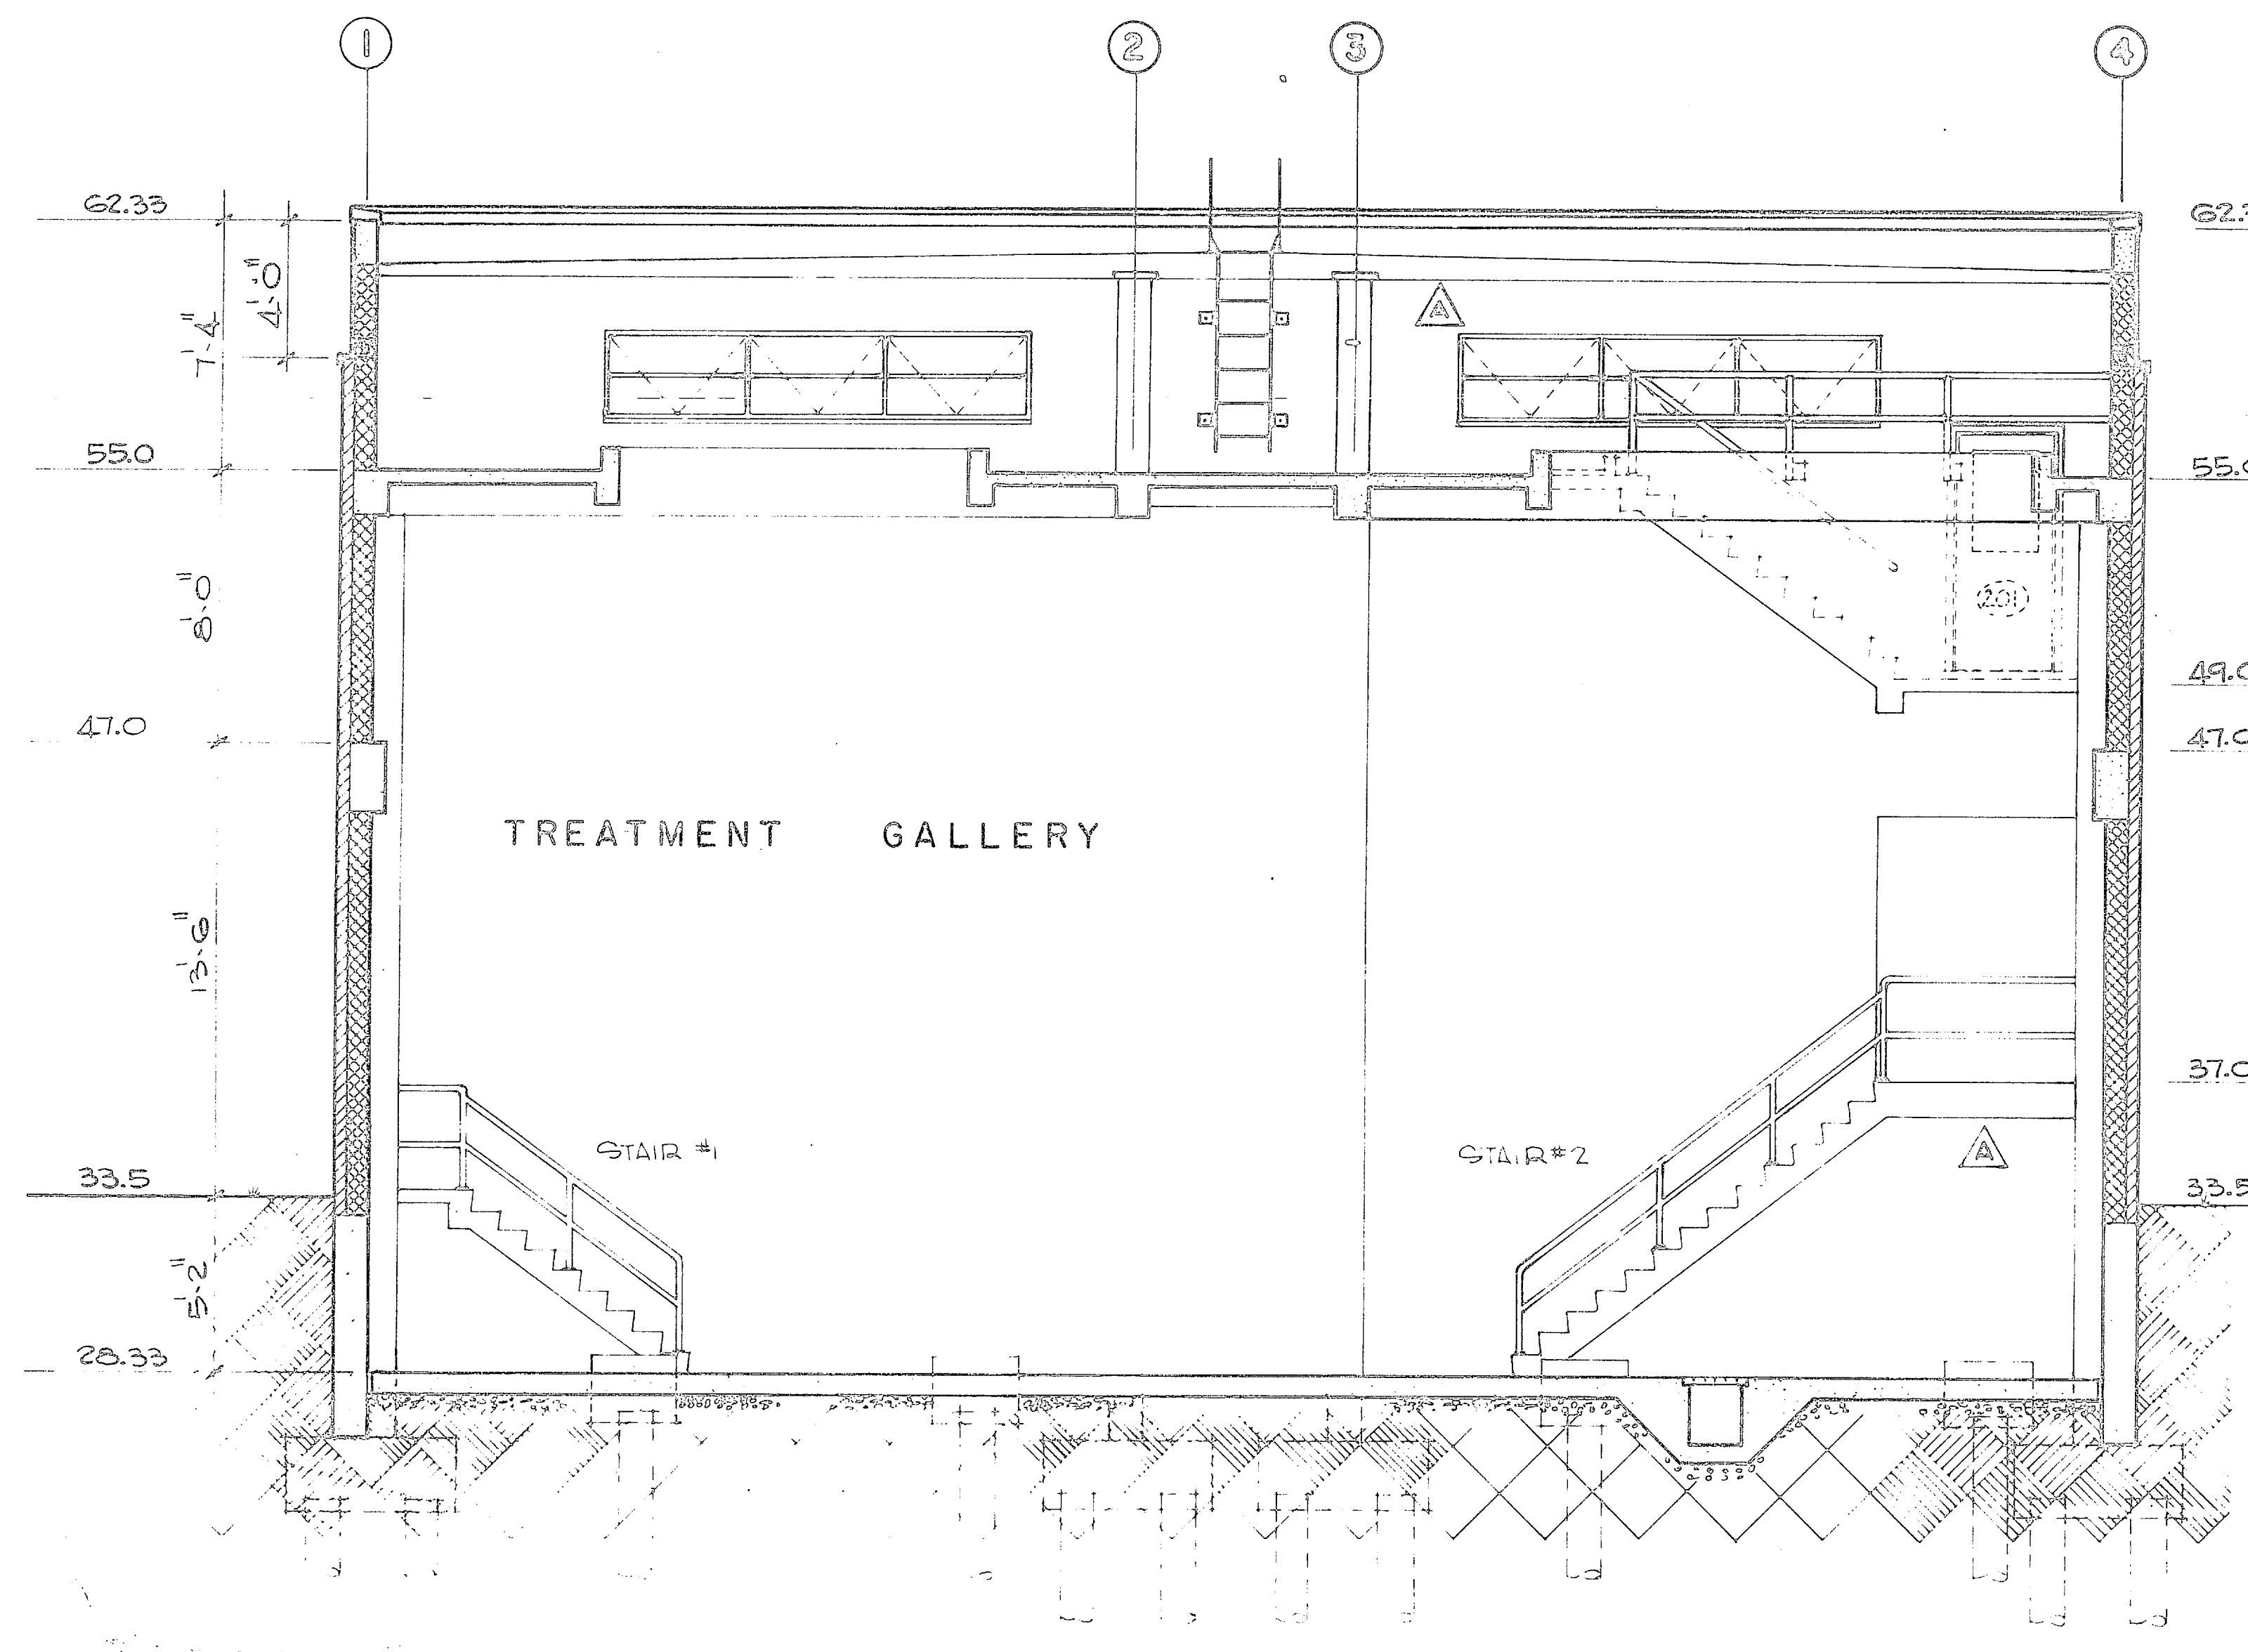 1 2 3 4
62.33
62.3
4'-0"
7'-4"
A
55.0
55.0
8'-0"
201
49.0
47.0
47.0
TREATMENT GALLERY
13'-6"
37.0
STAIR #1
STAIR #2
A
33.5
33.5
5'-2"
28.33